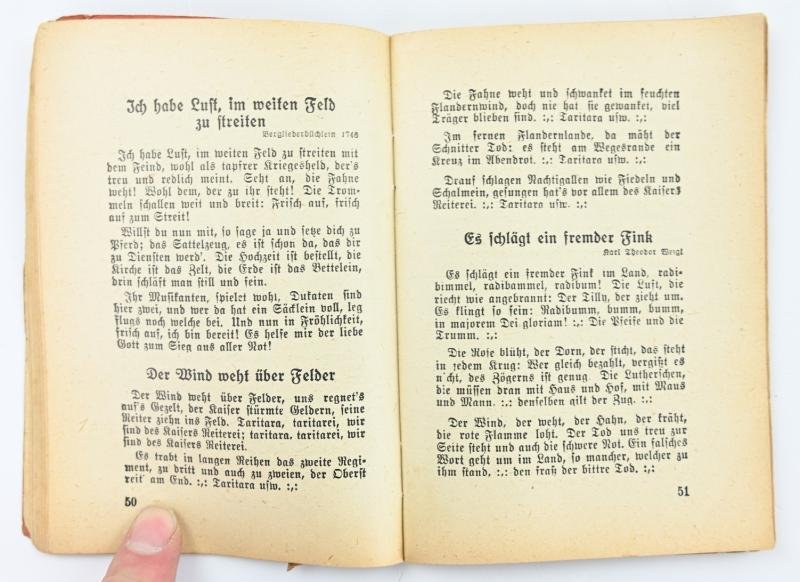 Ich habe Lust, im weiten Feld
zu streiten
Bergliederbüchlein 1740
Ich habe Lust, im weiten Feld zu streiten mit
dem Feind, wohl als tapfrer Kriegesheld, der's
treu und redlich meint. Seht an, die Fahne
weht! Wohl dem, der zu ihr steht! Die Trom-
meln schallen weit und breit: Frisch auf, frisch
auf zum Streit!
Willst du nun mit, so sage ja und setze dich zu
Pferd; das Sattelzeug, es ist schon da, das dir
zu Diensten werd'. Die Hochzeit ist bestellt, die
Kirche ist das Zelt, die Erde ist das Bettelein,
drin schläft man still und fein.
Ihr Musikanten, spielet wohl, Dukaten sind
hier zwei, und wer da hat ein Säcklein voll, leg
flugs noch welche bei. Und nun in Fröhlichkeit,
frisch auf, ich bin bereit! Es helfe mir der liebe
Gott zum Sieg aus aller Not!
Der Wind weht über Felder
Der Wind weht über Felder, uns regnet's
auf's Gezelt, der Kaiser stürmte Geldern, seine
Reiter ziehn ins Feld. Taritara, tataritei, wir
sind des Kaisers Reiterei; taritara, taritarei, wir
sind des Kaisers Reiterei.
Es trabt in langen Reihen das zweite Regi-
ment, zu dritt und auch zu zweien, der Oberst
reit' am End. :,: Taritara usw. :,:
50
Die Fahne weht und schwanket im feuchten
Flandernwind, doch nie hat sie gewanket, viel
Träger blieben sind. :,: Taritara usw. :,:
Im fernen Flandernlande, da mäht der
Schnitter Tod: es steht am Wegesrande ein
Kreuz im Abendrot. :,: Taritara usw. :,:
Drauf schlagen Nachtigallen wie Fiedeln und
Schalmein, gesungen hat's vor allem des Kaisers
Reiterei. :,: Taritara usw. :,:
Es schlägt ein fremder Fink
Karl Theodor Weigl
Es schlägt ein fremder Fink im Land, radi-
bimmel, radibammel, radibum! Die Luft, die
riecht wie angebrannt: Der Tilly, der zieht um.
Es klingt so fein: Radibumm, bumm, bumm,
in majorem Dei gloriam! :,: Die Pfeife und die
Trumm. :,:
Die Rose blüht, der Dorn, der sticht, das steht
in jedem Krug: Wer gleich bezahlt, vergißt es
n'cht, des Zögerns ist genug Die Lutherschen,
die müssen dran mit Haus und Hof, mit Maus
und Mann. :,: denselben gilt der Zug. :,:
Der Wind, der weht, der Hahn, der kräht,
die rote Flamme loht. Der Tod uns treu zur
Seite steht und auch die schwere Not. Ein falsches
Wort geht um im Land, so mancher, welcher zu
ihm stand. :,: den fraß der bittre Tod. :,:
51